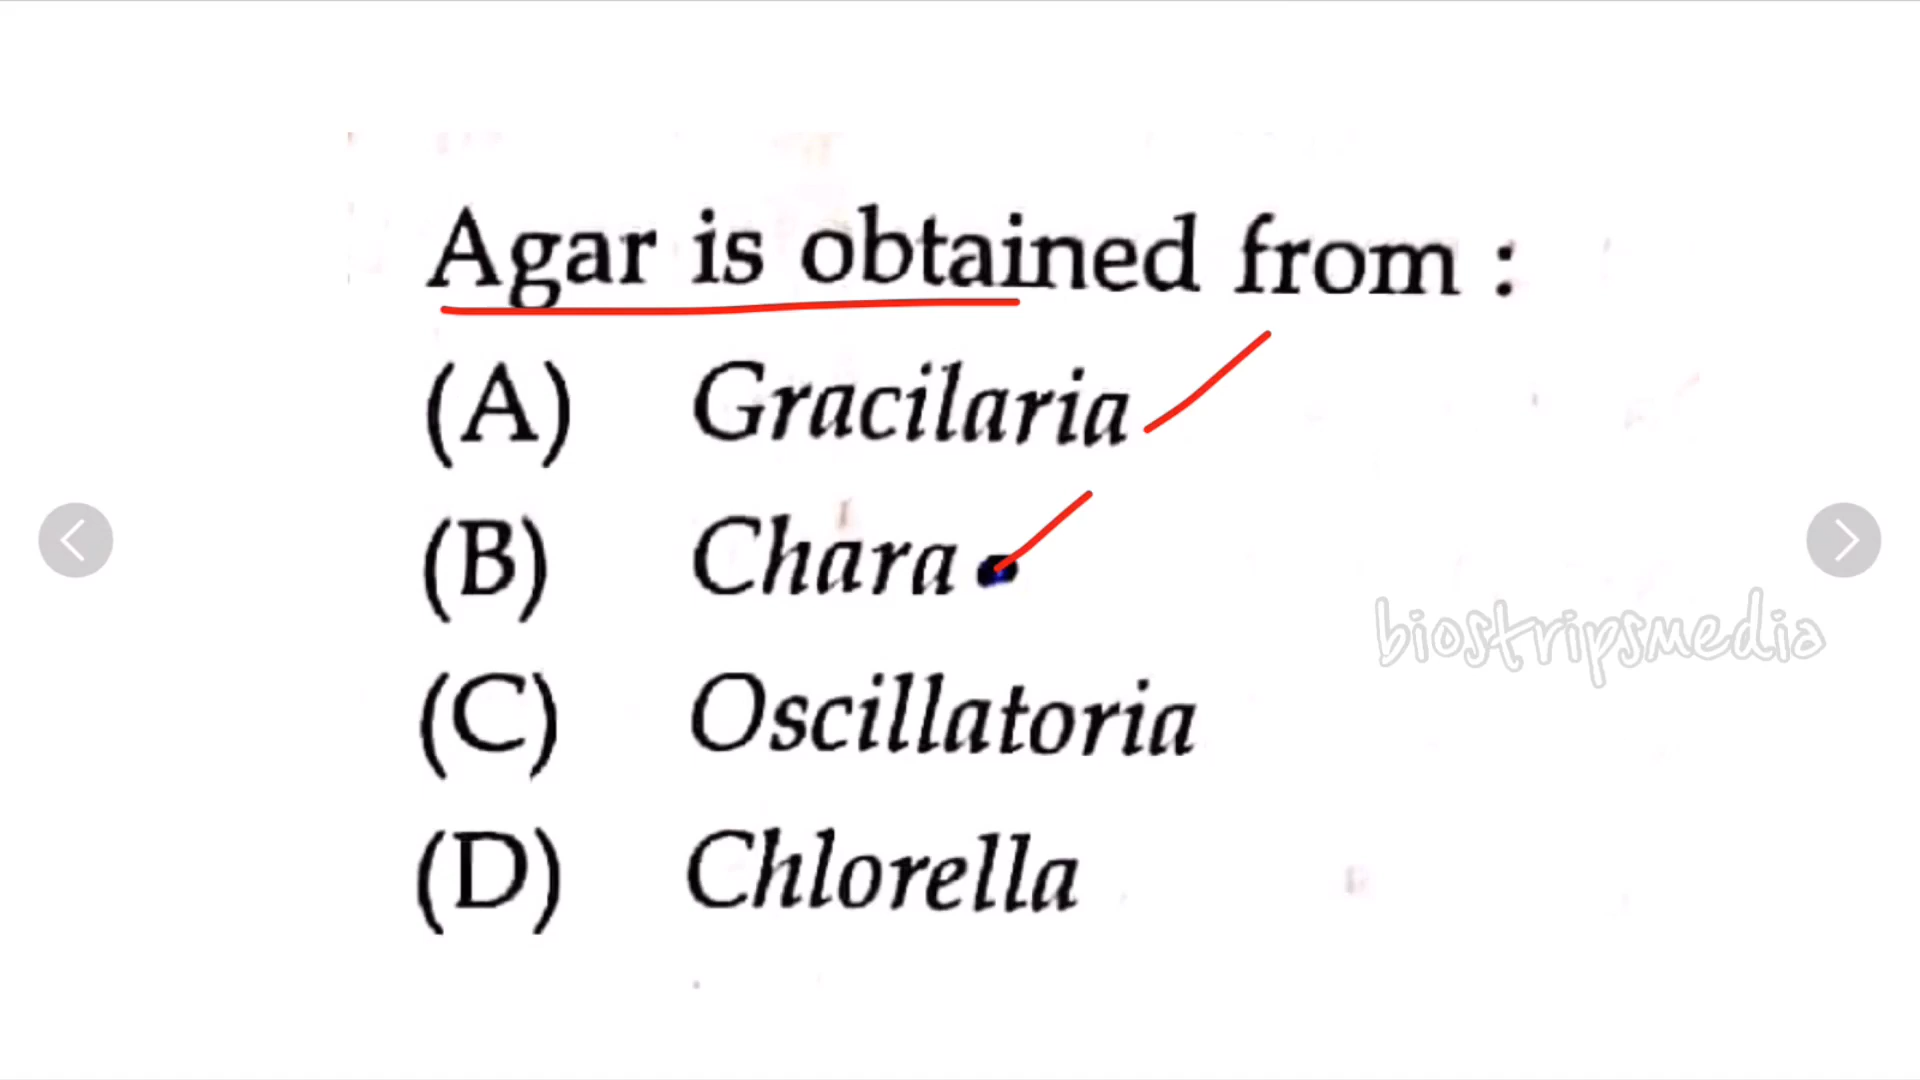 Agar is obtained from :
(A) Gracilaria
(B) Chara
(C) Oscillatoria
(D) Chlorella
biostripsmedia